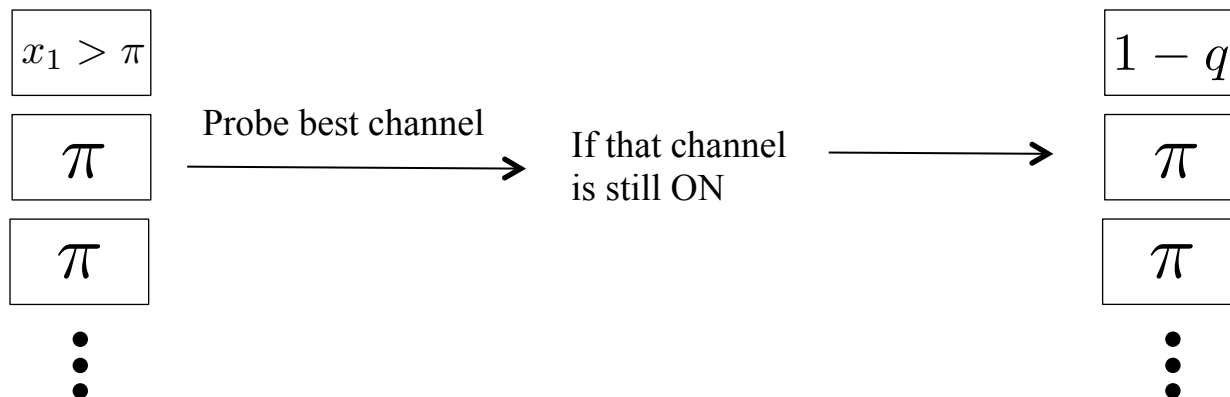 x₁ > π
π
π
Probe best channel
If that channel
is still ON
1 − q
π
π